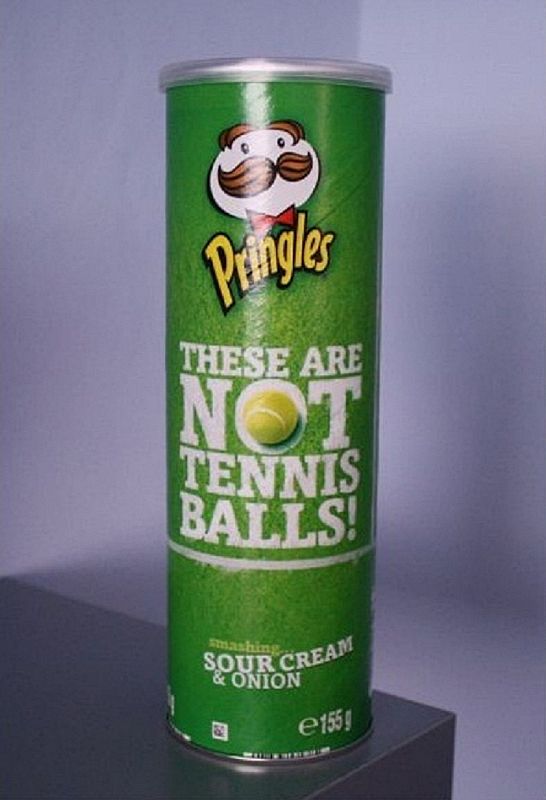 Pringles
THESE ARE
NOT
TENNIS
BALLS!
smashing...
SOUR CREAM
& ONION
e155g